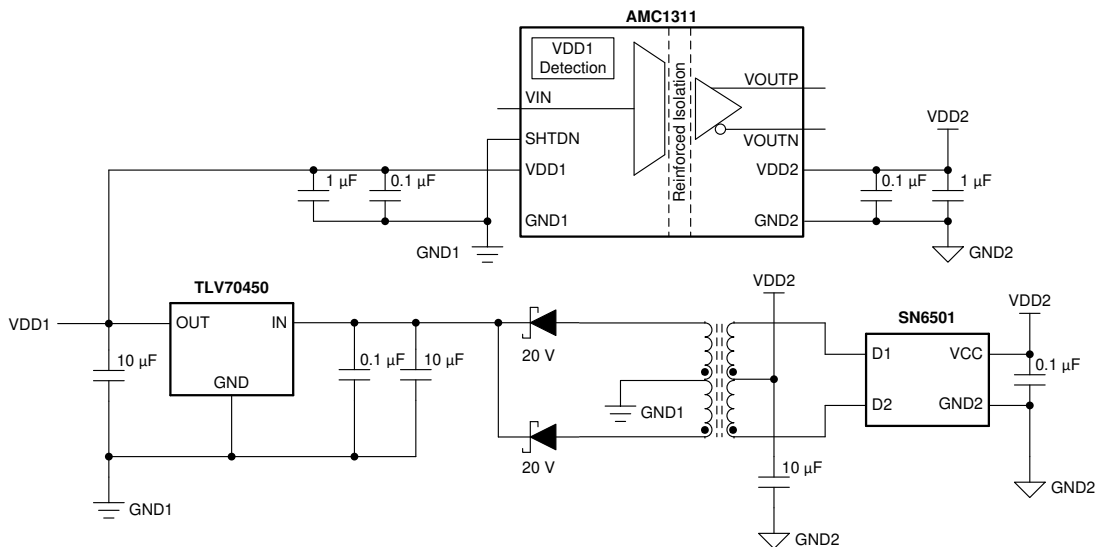 AMC1311
VDD1
Detection
Reinforced Isolation
VIN
SHTDN
VDD1
GND1
VOUTP
VOUTN
VDD2
GND2
VDD2
1 µF
0.1 µF
0.1 µF
1 µF
GND1
GND2
TLV70450
VDD1
OUT
IN
GND
10 µF
0.1 µF
10 µF
20 V
20 V
GND1
VDD2
SN6501
VDD2
D1
VCC
D2
GND2
0.1 µF
10 µF
GND1
GND2
GND2